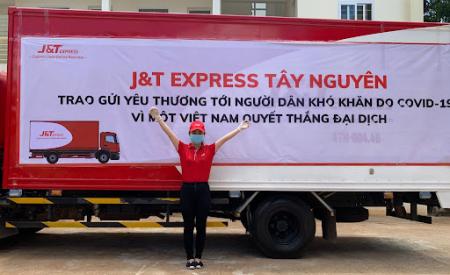 J&T EXPRESS
J&T EXPRESS TÂY NGUYÊN
TRAO GỬI YÊU THƯƠNG TỚI NGƯỜI DÂN KHÓ KHĂN DO COVID-19
VÌ MỘT VIỆT NAM QUYẾT THẮNG ĐẠI DỊCH